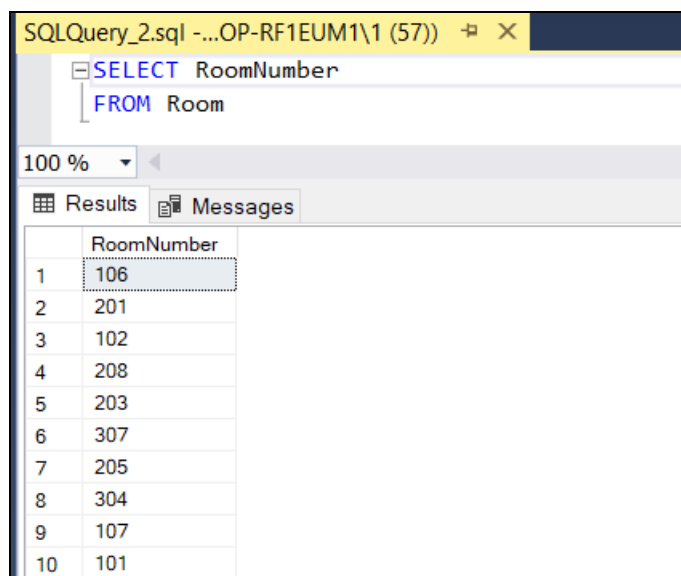 SQLQuery_2.sql -...OP-RF1EUM1\1 (57))
SELECT RoomNumber
FROM Room
100 %
Results Messages
RoomNumber
1 106
2 201
3 102
4 208
5 203
6 307
7 205
8 304
9 107
10 101